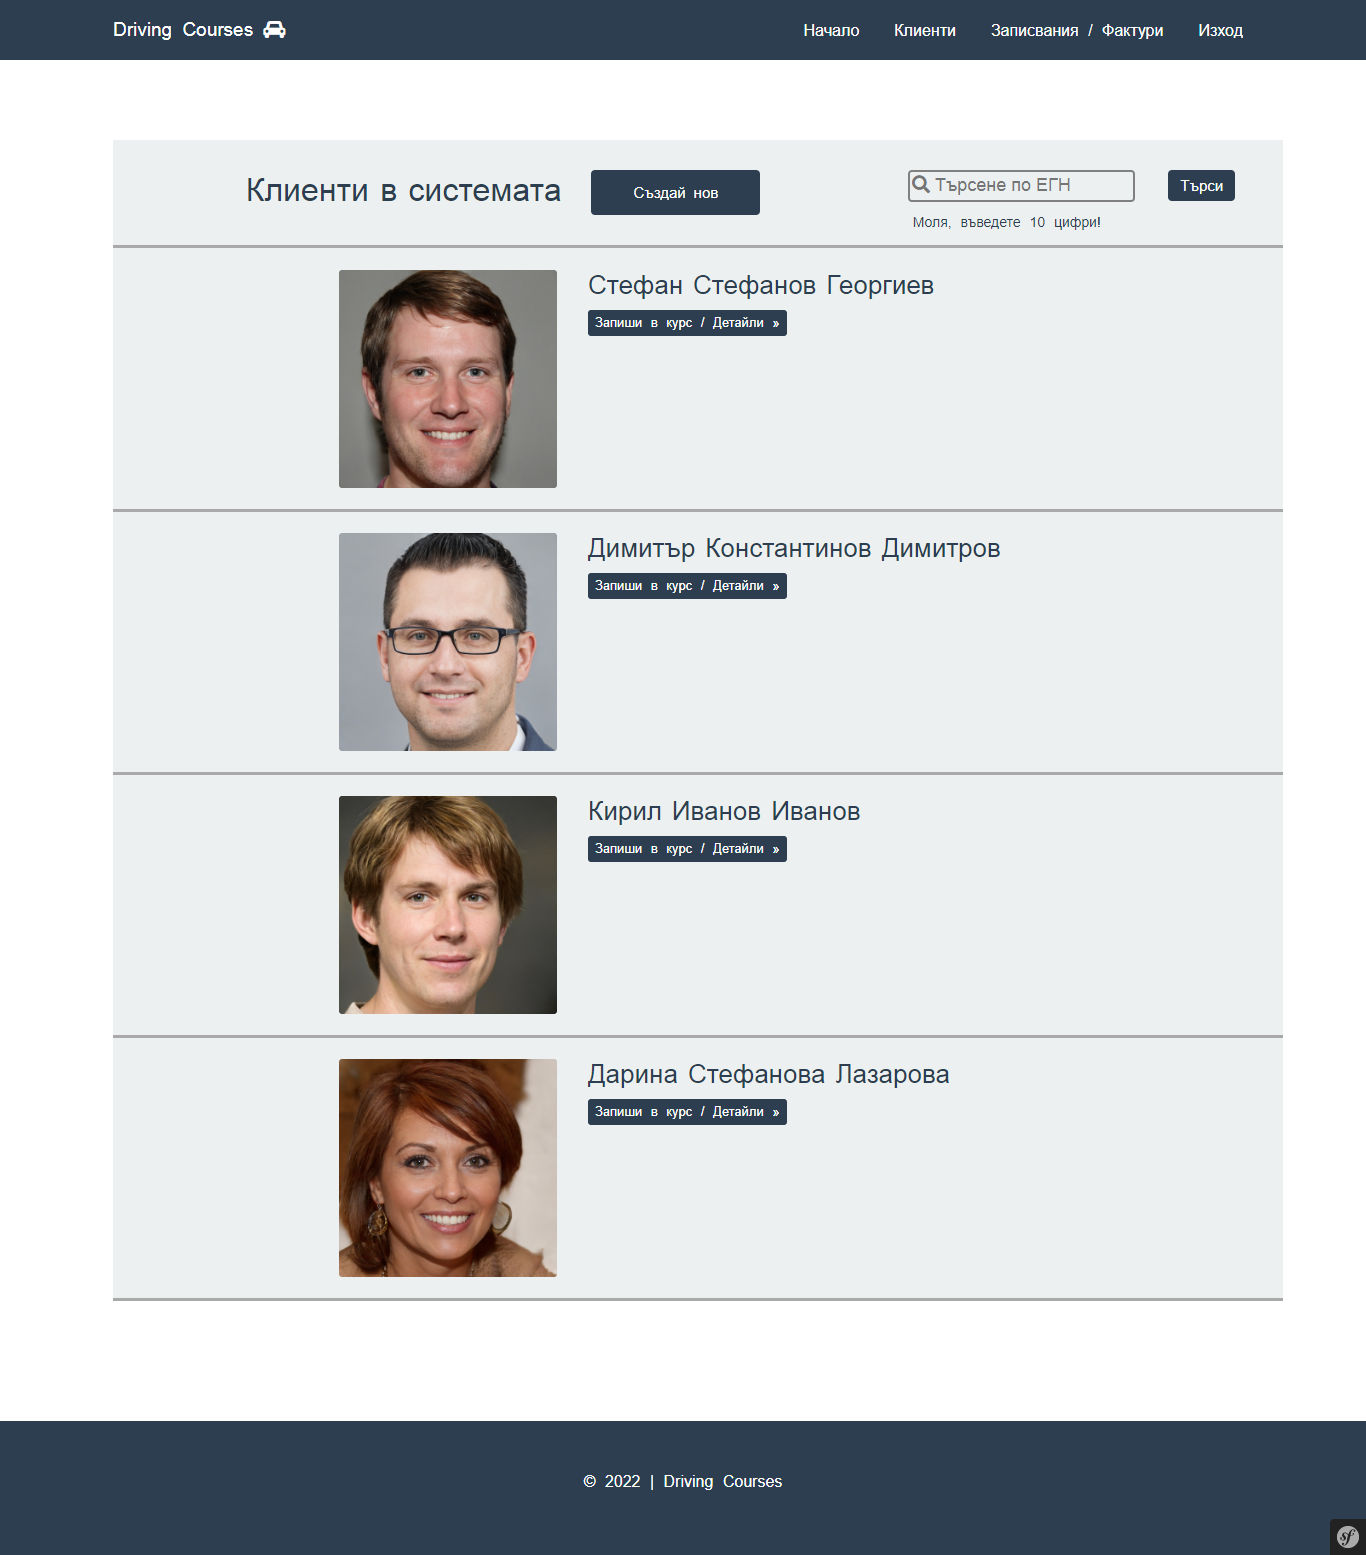 Driving Courses
Начало Клиенти Записвания / Фактури Изход
Клиенти в системата
Създай нов
Търсене по ЕГН
Търси
Моля, въведете 10 цифри!
Стефан Стефанов Георгиев
Запиши в курс / Детайли »
Димитър Константинов Димитров
Запиши в курс / Детайли »
Кирил Иванов Иванов
Запиши в курс / Детайли »
Дарина Стефанова Лазарова
Запиши в курс / Детайли »
© 2022 | Driving Courses
sf